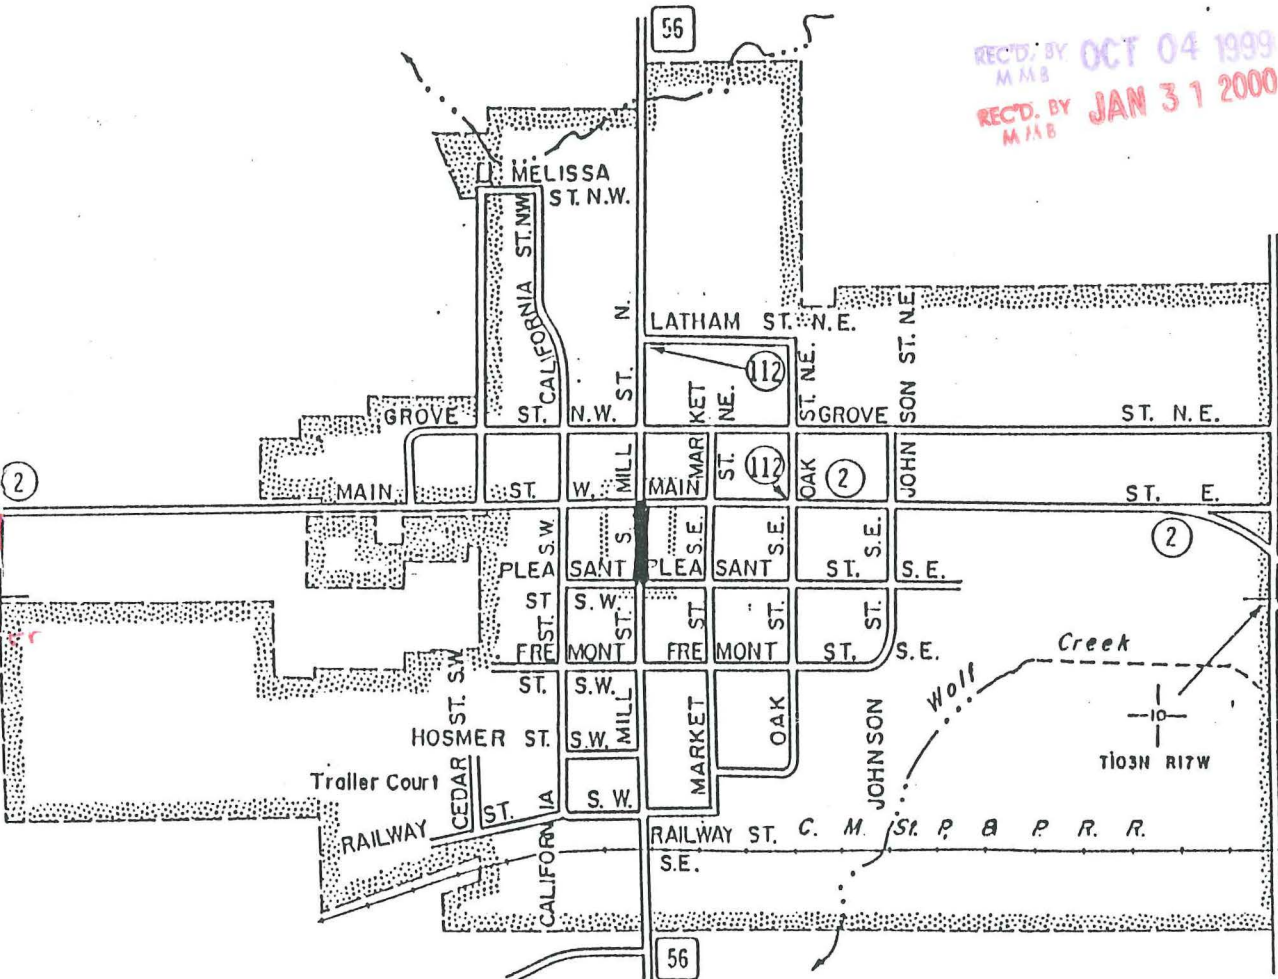 56
REC'D. BY OCT 04 1999
MMB
REC'D. BY JAN 31 2000
MMB
MELISSA
ST. N.W.
CALIFORNIA ST. NW
MILL ST. N.
LATHAM ST. N.E.
112
MARKET ST. NE.
OAK ST. NE.
JOHNSON ST. N.E.
GROVE ST. N.W.
GROVE ST. N.E.
112
2
2
MAIN ST. W.
MAIN ST. E.
2
PLEASANT ST S.W.
PLEASANT ST. S.E.
FREMONT ST. S.W.
FREMONT ST. S.E.
CALIFORNIA ST. S.W.
MILL ST. S.
MARKET ST. S.E.
OAK ST. S.E.
JOHNSON ST. S.E.
CEDAR ST. S.W.
HOSMER ST. S.W.
Trailer Court
RAILWAY ST. S.W.
RAILWAY ST. S.E.
Wolf Creek
10
T103N R17W
C. M. St. P. & P. R. R.
56